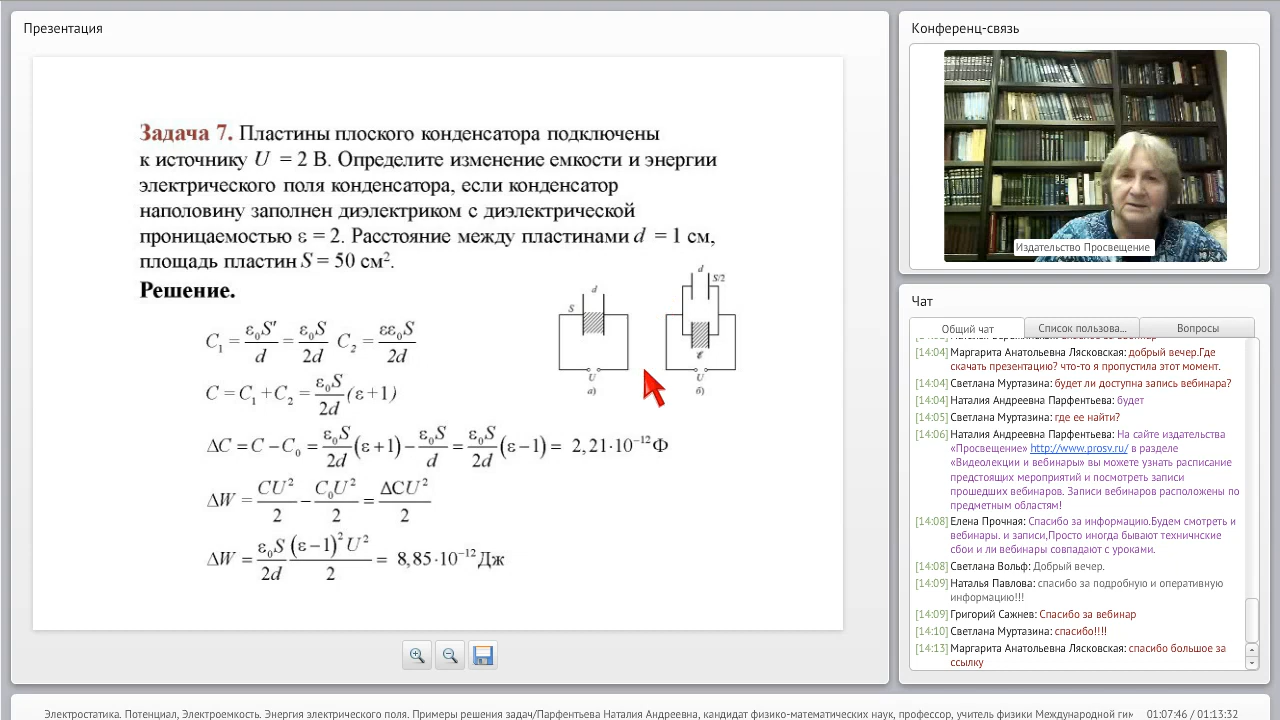 Презентация
Задача 7. Пластины плоского конденсатора подключены
к источнику U = 2 В. Определите изменение емкости и энергии
электрического поля конденсатора, если конденсатор
наполовину заполнен диэлектриком с диэлектрической
проницаемостью ε = 2. Расстояние между пластинами d = 1 см,
площадь пластин S = 50 см².
Решение.
C₁ = ε₀S′/d = ε₀S/2d C₂ = εε₀S/2d
C = C₁ + C₂ = ε₀S/2d (ε+1)
ΔC = C − C₀ = ε₀S/2d (ε+1) − ε₀S/d = ε₀S/2d (ε−1) = 2,21·10⁻¹² Ф
ΔW = CU²/2 − C₀U²/2 = ΔCU²/2
ΔW = ε₀S/2d (ε−1)²U²/2 = 8,85·10⁻¹² Дж
d
S
U
а)
d
S/2
ε
U
б)
Конференц-связь
Издательство Просвещение
Чат
Общий чат
Список пользова...
Вопросы
[14:04] Маргарита Анатольевна Лясковская: добрый вечер.Где
скачать презентацию? что-то я пропустила этот момент.
[14:04] Светлана Муртазина: будет ли доступна запись вебинара?
[14:04] Наталия Андреевна Парфентьева: будет
[14:05] Светлана Муртазина: где ее найти?
[14:06] Наталия Андреевна Парфентьева: На сайте издательства
«Просвещение» http://www.prosv.ru/ в разделе
«Видеолекции и вебинары» вы можете узнать расписание
предстоящих мероприятий и посмотреть записи
прошедших вебинаров. Записи вебинаров расположены по
предметным областям!
[14:08] Елена Прочная: Спасибо за информацию.Будем смотреть и
вебинары. и записи,Просто иногда бывают техничнские
сбои и ли вебинары совпадают с уроками.
[14:08] Светлана Вольф: Добрый вечер.
[14:09] Наталья Павлова: спасибо за подробную и оперативную
информацию!!!
[14:09] Григорий Сажнев: Спасибо за вебинар
[14:10] Светлана Муртазина: спасибо!!!!
[14:13] Маргарита Анатольевна Лясковская: спасибо большое за
ссылку
Электростатика. Потенциал, Электроемкость. Энергия электрического поля. Примеры решения задач/Парфентьева Наталия Андреевна, кандидат физико-математических наук, профессор, учитель физики Международной гим
01:07:46 / 01:13:32